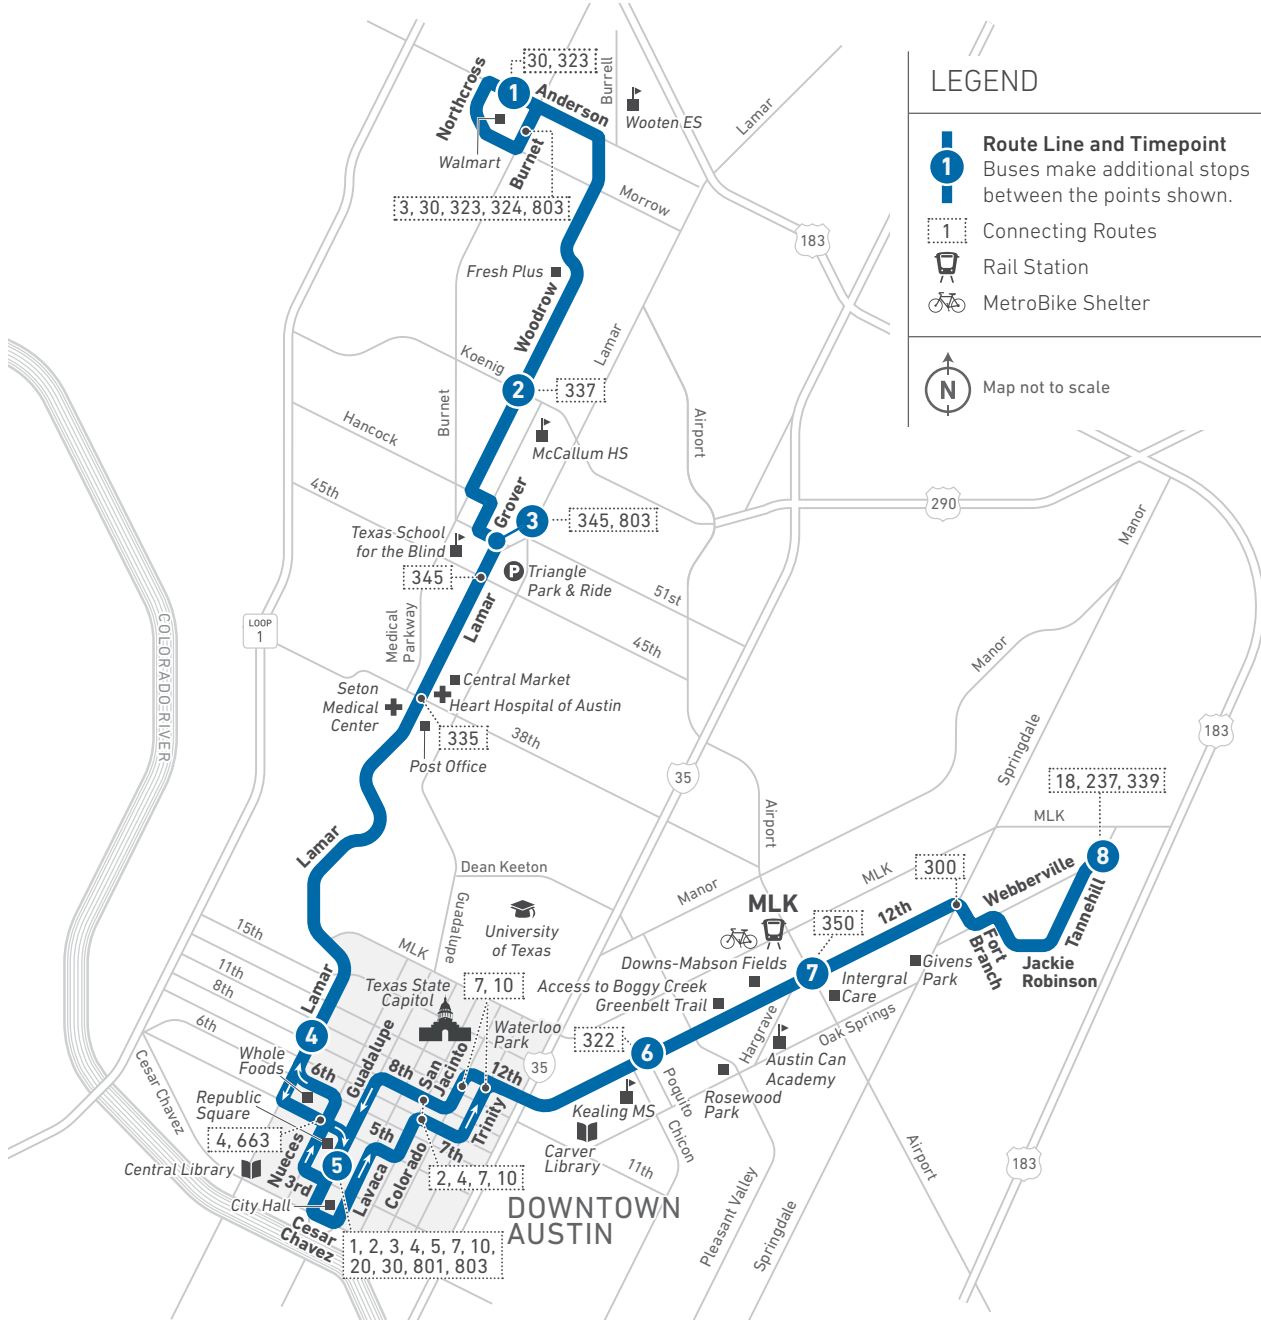 30, 323
Northcross
1
Anderson
Burrell
Wooten ES
Lamar
Walmart
Burnet
Morrow
3, 30, 323, 324, 803
183
Fresh Plus
Woodrow
Lamar
Koenig
2
337
Burnet
Airport
Hancock
McCallum HS
45th
Grover
3
345, 803
290
Manor
Texas School
for the Blind
345
P
Triangle
Park & Ride
51st
COLORADO RIVER
LOOP
1
Medical
Parkway
Lamar
45th
Manor
Central Market
Seton
Medical
Center
Heart Hospital of Austin
335
38th
Post Office
Springdale
183
35
18, 237, 339
Airport
MLK
Lamar
Dean Keeton
Manor
MLK
300
Webberville
8
Guadalupe
University
of Texas
MLK
12th
350
Tannehill
15th
MLK
Fort
Branch
Jackie
Robinson
11th
8th
Lamar
Texas State
Capitol
7, 10
Downs-Mabson Fields
7
Givens
Park
Access to Boggy Creek
Greenbelt Trail
Intergral
Care
6th
4
Waterloo
Park
322
6
Hargrave
Oak Springs
Whole
Foods
6th
Guadalupe
8th
San
Jacinto
12th
35
Austin Can
Academy
Cesar Chavez
Republic
Square
Kealing MS
Poquito
Rosewood
Park
Trinity
4, 663
Nueces
5th
7th
Carver
Library
Chicon
Airport
Central Library
3rd
5
Lavaca
Colorado
2, 4, 7, 10
11th
183
City Hall
Cesar
Chavez
DOWNTOWN
AUSTIN
Pleasant Valley
Springdale
1, 2, 3, 4, 5, 7, 10,
20, 30, 801, 803
LEGEND
1
Route Line and Timepoint
Buses make additional stops
between the points shown.
1
Connecting Routes
Rail Station
MetroBike Shelter
N
Map not to scale